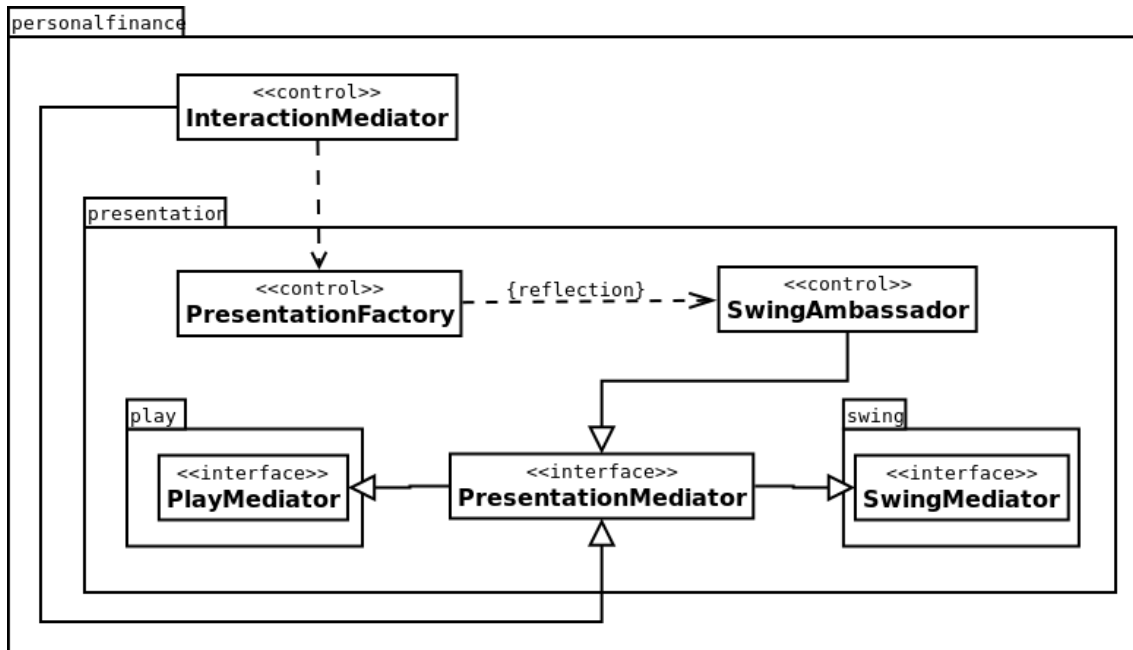 personalfinance
<<control>>
InteractionMediator
presentation
<<control>>
PresentationFactory
{reflection}
<<control>>
SwingAmbassador
play
<<interface>>
PlayMediator
<<interface>>
PresentationMediator
swing
<<interface>>
SwingMediator